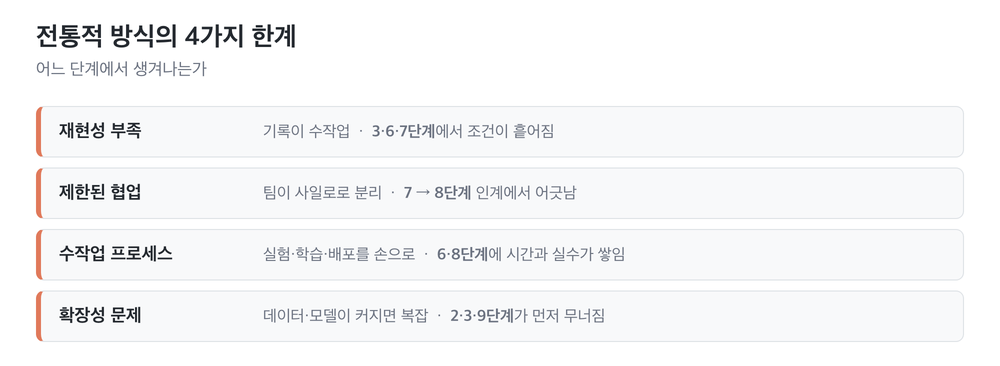 전통적 방식의 4가지 한계
어느 단계에서 생겨나는가
재현성 부족 기록이 수작업 · 3·6·7단계에서 조건이 흩어짐
제한된 협업 팀이 사일로로 분리 · 7 → 8단계 인계에서 어긋남
수작업 프로세스 실험·학습·배포를 손으로 · 6·8단계에 시간과 실수가 쌓임
확장성 문제 데이터·모델이 커지면 복잡 · 2·3·9단계가 먼저 무너짐